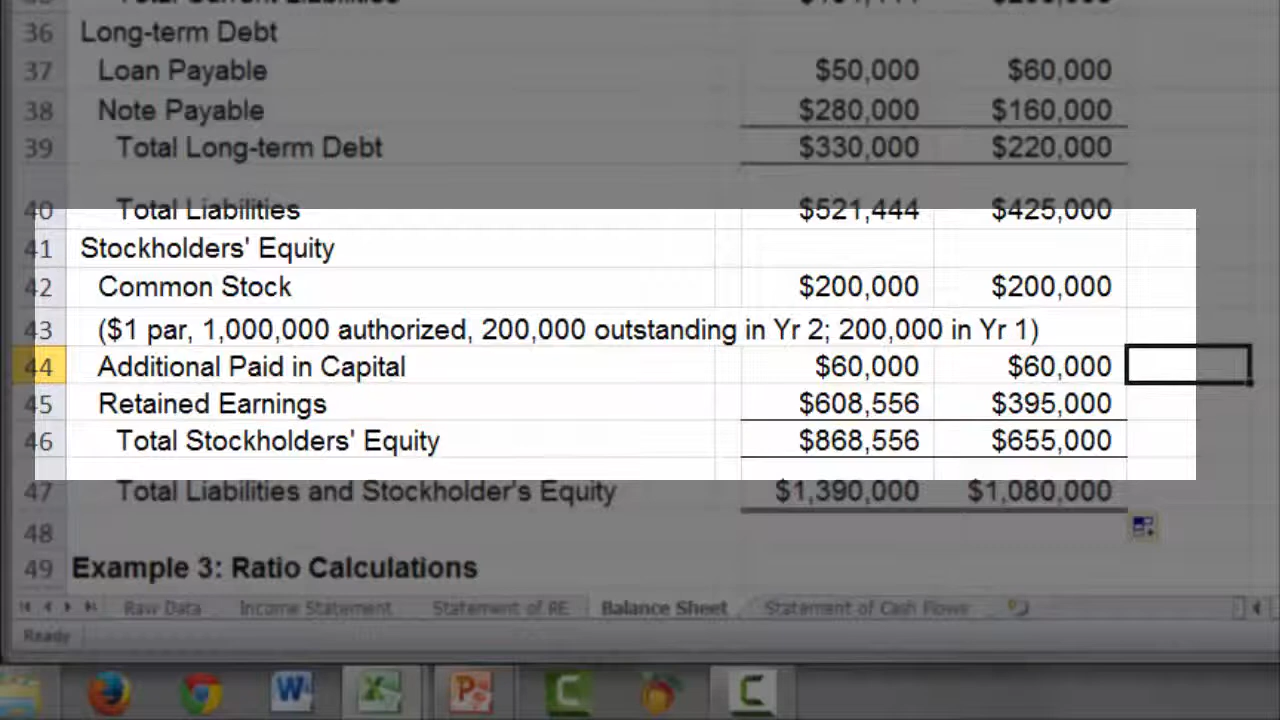 36 Long-term Debt
37 Loan Payable $50,000 $60,000
38 Note Payable $280,000 $160,000
39 Total Long-term Debt $330,000 $220,000
40 Total Liabilities $521,444 $425,000
41 Stockholders' Equity
42 Common Stock $200,000 $200,000
43 ($1 par, 1,000,000 authorized, 200,000 outstanding in Yr 2; 200,000 in Yr 1)
44 Additional Paid in Capital $60,000 $60,000
45 Retained Earnings $608,556 $395,000
46 Total Stockholders' Equity $868,556 $655,000
47 Total Liabilities and Stockholder's Equity $1,390,000 $1,080,000
48
49 Example 3: Ratio Calculations
Raw Data Income Statement Statement of RE Balance Sheet Statement of Cash Flows
Ready